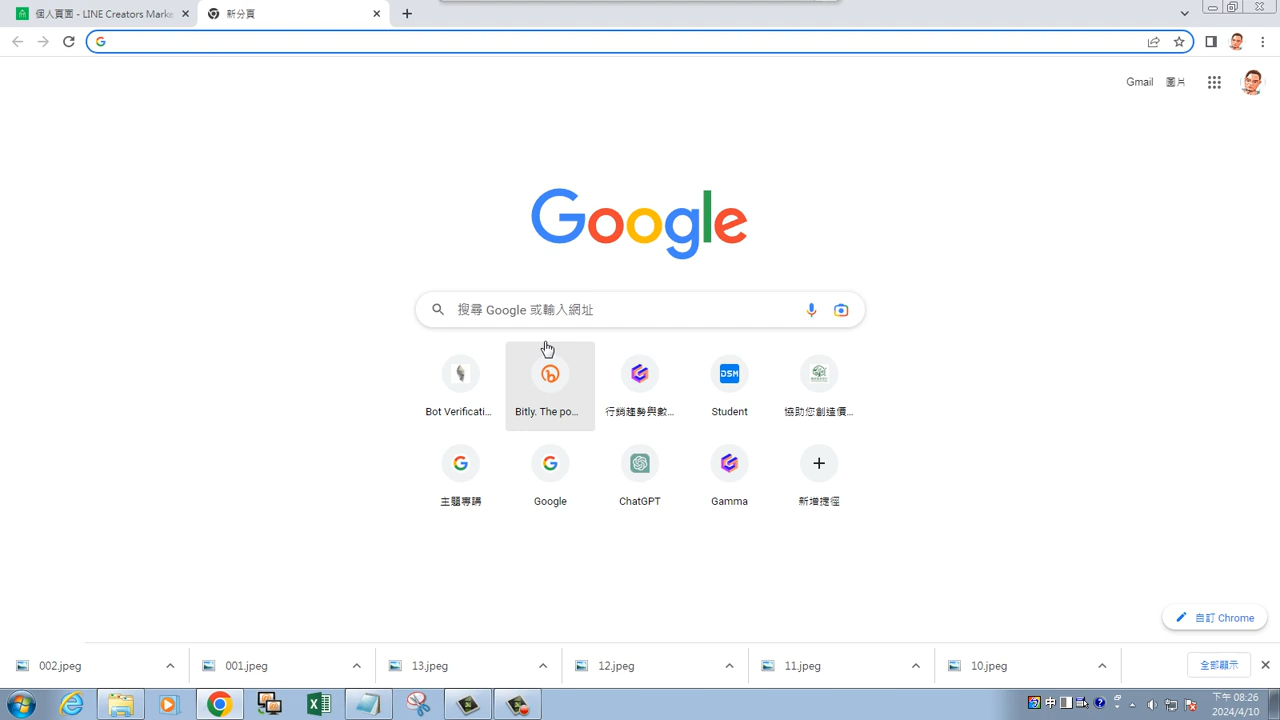 個人頁面 - LINE Creators Marke
新分頁
Gmail 圖片
Google
搜尋 Google 或輸入網址
Bot Verificati...
Bitly. The po...
行銷趨勢與數...
Student
協助您創造價...
主題專購
Google
ChatGPT
Gamma
新增捷徑
自訂 Chrome
002.jpeg
001.jpeg
13.jpeg
12.jpeg
11.jpeg
10.jpeg
全部顯示
中
下午 08:26
2024/4/10